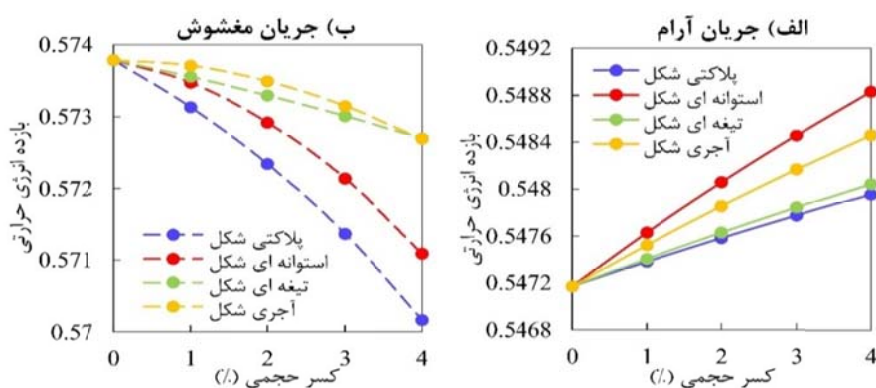 الف) جریان آرام
0.5492
0.5488
0.5484
0.548
0.5476
0.5472
0.5468
بازده انرژی حرارتی
پلاکتی شکل
استوانه ای شکل
تیغه ای شکل
آجری شکل
0 1 2 3 4
کسر حجمی (٪)
ب) جریان مغشوش
0.574
0.573
0.572
0.571
0.57
بازده انرژی حرارتی
پلاکتی شکل
استوانه ای شکل
تیغه ای شکل
آجری شکل
0 1 2 3 4
کسر حجمی (٪)